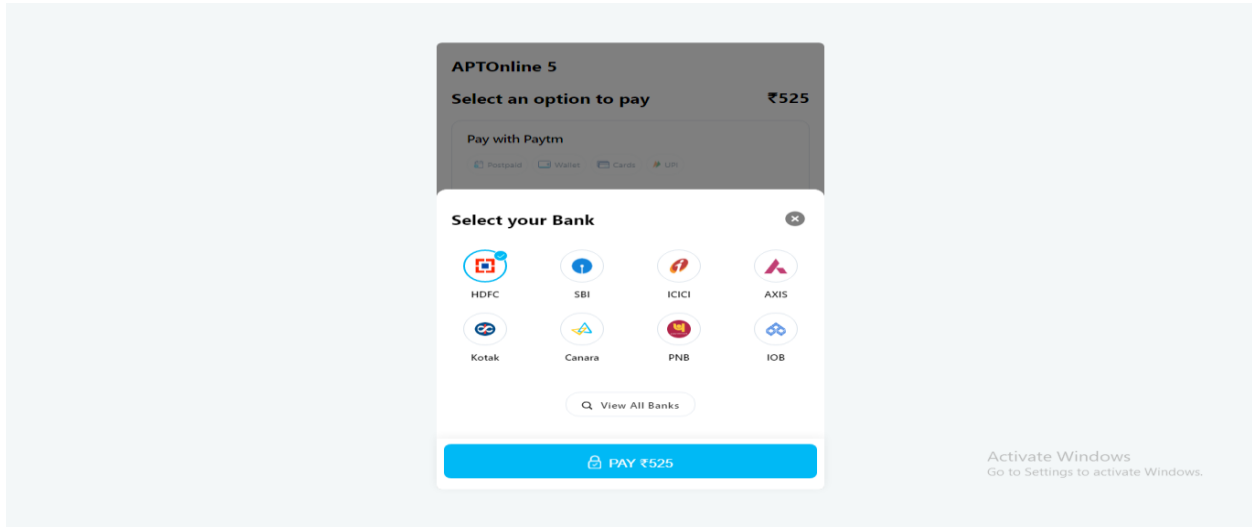 APTOnline 5
Select an option to pay ₹525
Pay with Paytm
Postpaid Wallet Cards UPI
Select your Bank
HDFC SBI ICICI AXIS
Kotak Canara PNB IOB
View All Banks
PAY ₹525
Activate Windows
Go to Settings to activate Windows.